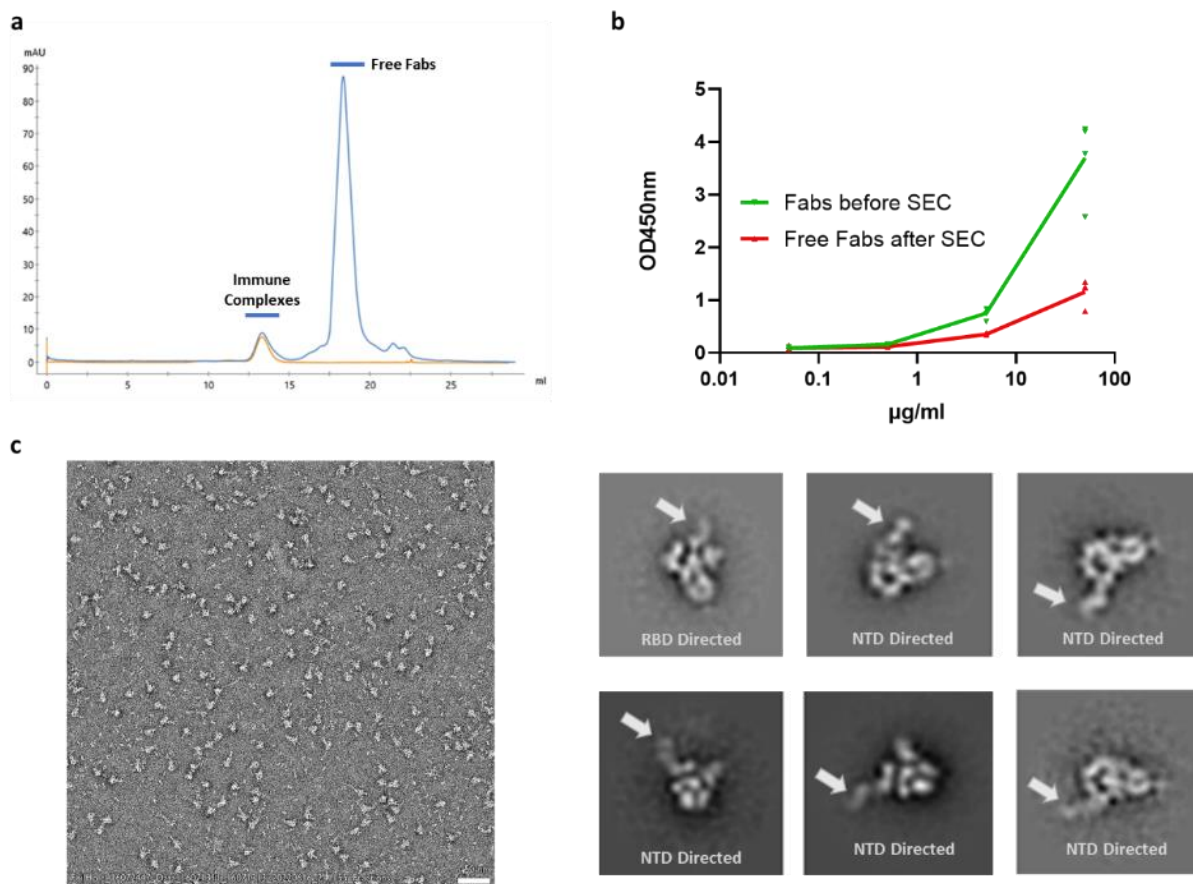 a
mAU
90
80
70
60
50
40
30
20
10
0
Free Fabs
Immune
Complexes
0 5 10 15 20 25 ml
b
OD450nm
5
4
3
2
1
0
Fabs before SEC
Free Fabs after SEC
0.01 0.1 1 10 100
µg/ml
c
RBD Directed
NTD Directed
NTD Directed
NTD Directed
NTD Directed
NTD Directed